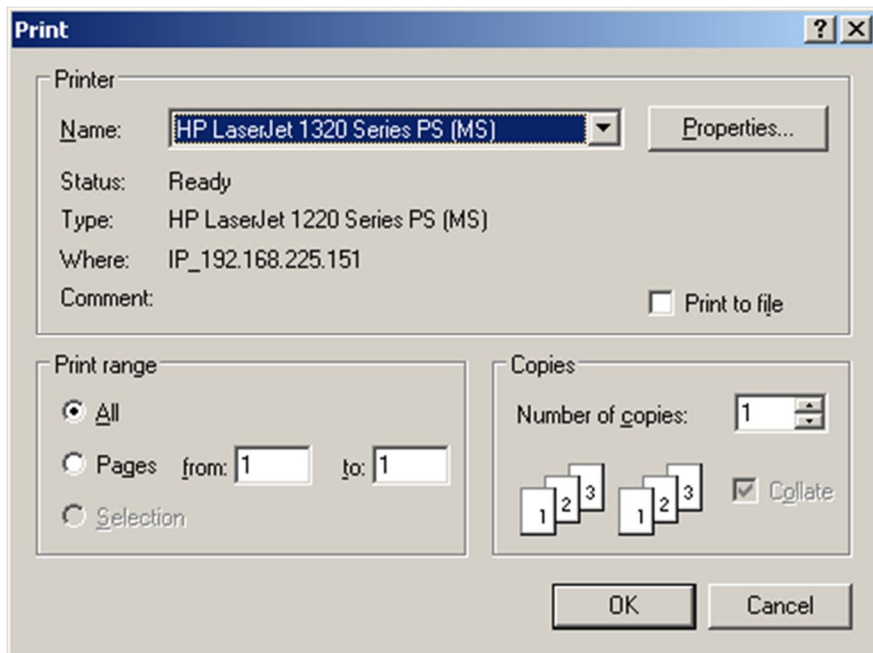 Print
Printer
Name: HP LaserJet 1320 Series PS (MS) Properties...
Status: Ready
Type: HP LaserJet 1220 Series PS (MS)
Where: IP_192.168.225.151
Comment: Print to file
Print range
All
Pages from: 1 to: 1
Selection
Copies
Number of copies: 1
1 2 3 1 2 3 Collate
OK Cancel